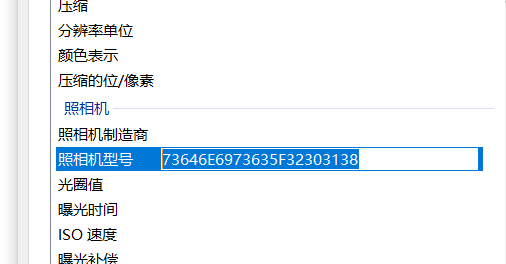 压缩
分辨率单位
颜色表示
压缩的位/像素
照相机
照相机制造商
照相机型号 73646E6973635F32303138
光圈值
曝光时间
ISO 速度
曝光补偿